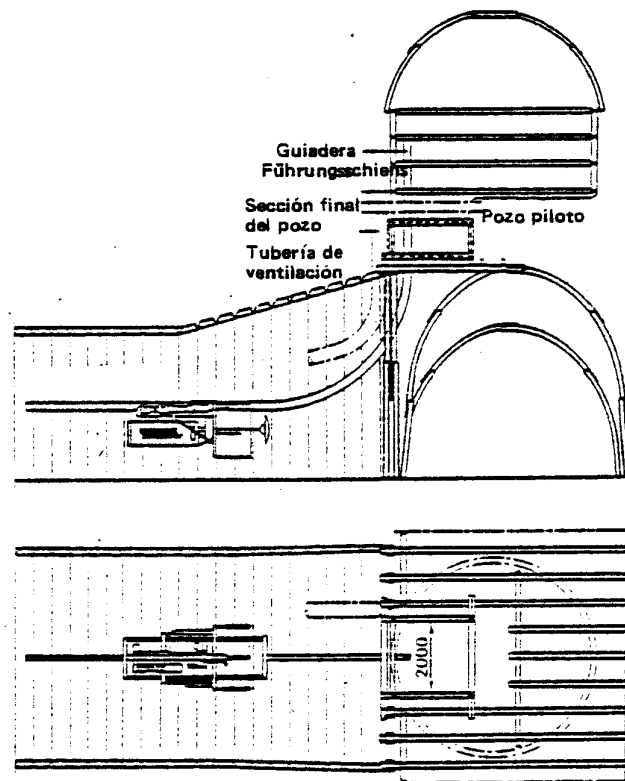 Guiadera
Führungsschiens
Sección final
del pozo
Pozo piloto
Tubería de
ventilación
2000